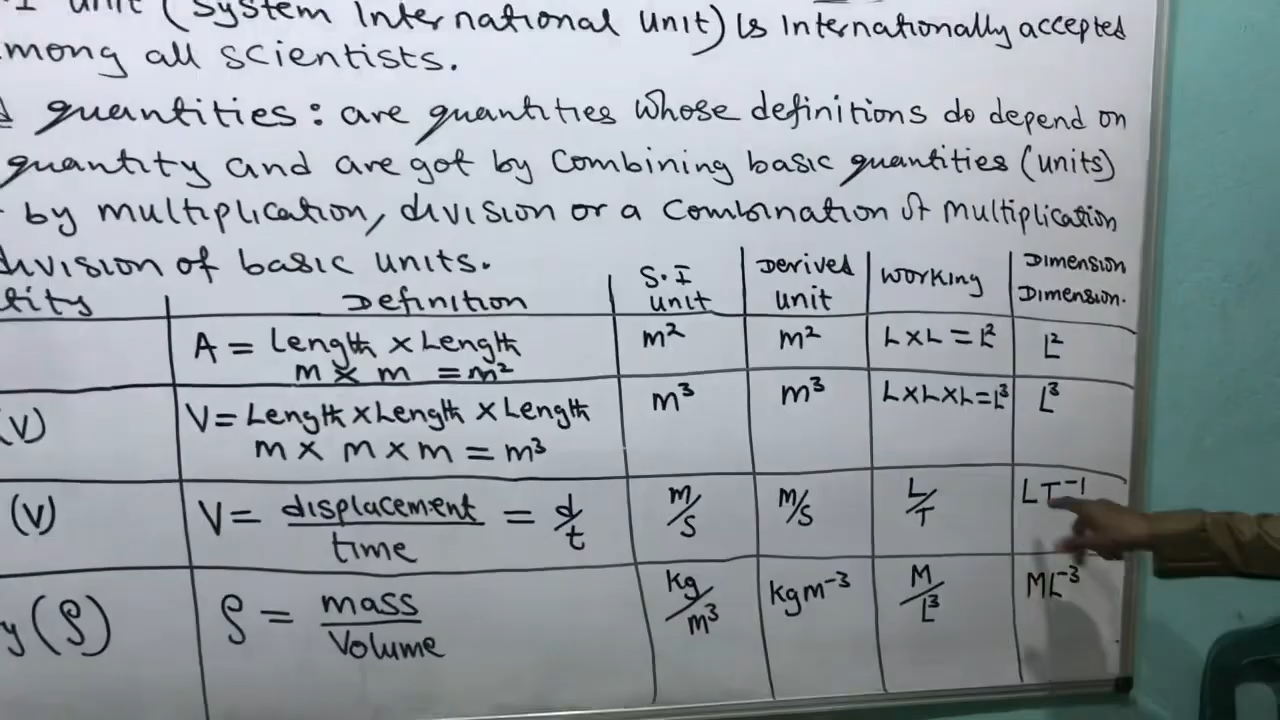 I unit (System International Unit) Is Internationally accepted
mong all scientists.
d quantities: are quantities whose definitions do depend on
quantity and are got by combining basic quantities (units)
by multiplication, division or a combination of multiplication
ivision of basic units.
tity Definition S.I unit Derived unit Working Dimension Dimension.
A = Length × Length m² m² L×L = L² L²
m × m = m²
(V) V = Length × Length × Length m³ m³ L×L×L = L³ L³
m × m × m = m³
(V) V = displacement/time = d/t m/s m/s L/T LT⁻¹
y (ρ) ρ = mass/Volume kg/m³ kgm⁻³ M/L³ ML⁻³